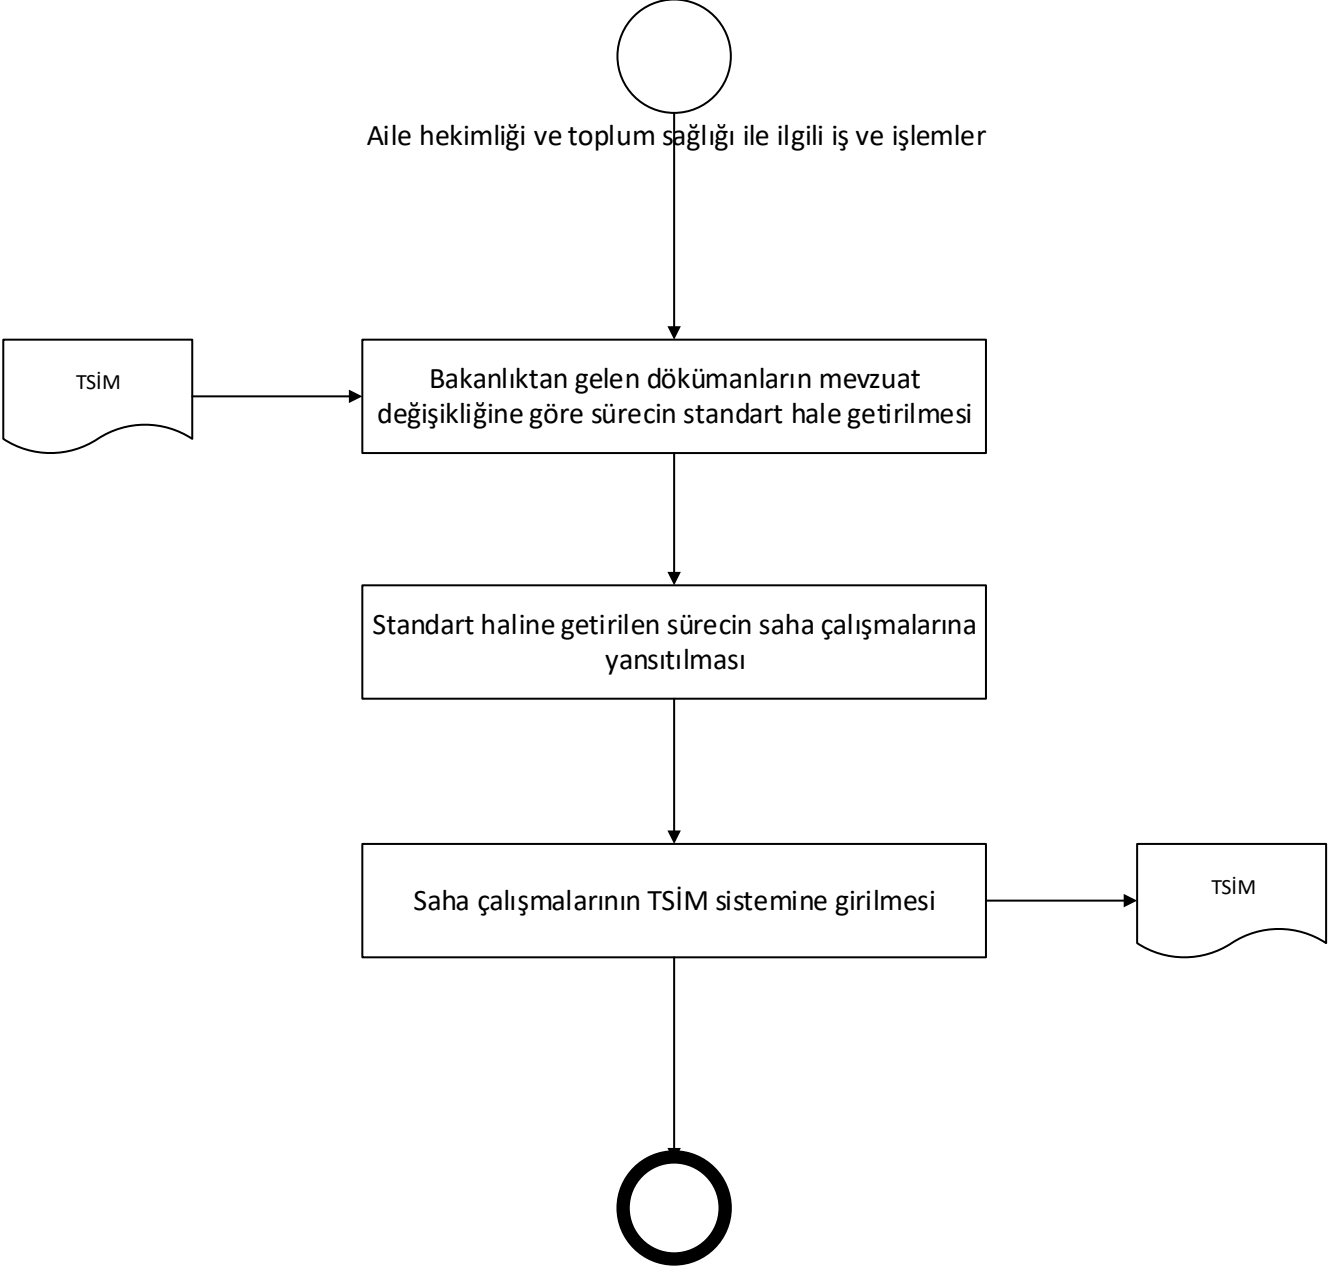 Aile hekimliği ve toplum sağlığı ile ilgili iş ve işlemler
TSİM
Bakanlıktan gelen dökümanların mevzuat
değişikliğine göre sürecin standart hale getirilmesi
Standart haline getirilen sürecin saha çalışmalarına
yansıtılması
Saha çalışmalarının TSİM sistemine girilmesi
TSİM